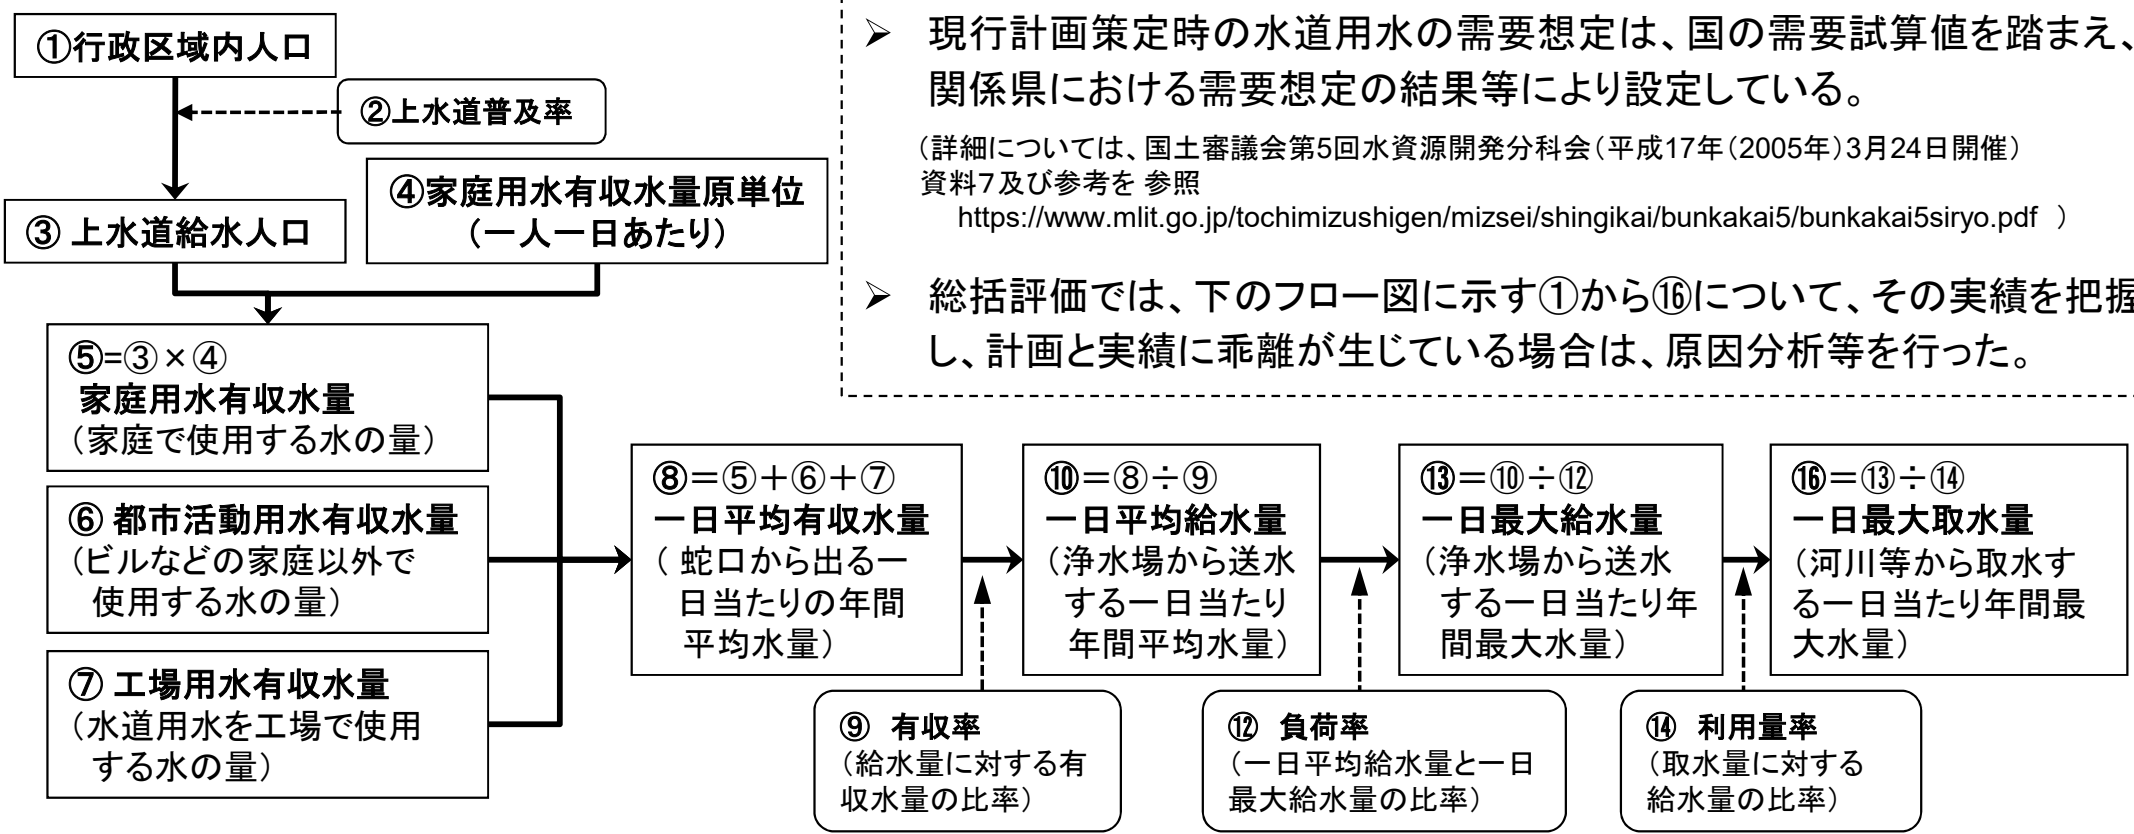 ①行政区域内人口
②上水道普及率
③ 上水道給水人口
④家庭用水有収水量原単位
(一人一日あたり)
➢ 現行計画策定時の水道用水の需要想定は、国の需要試算値を踏まえ、
関係県における需要想定の結果等により設定している。
(詳細については、国土審議会第5回水資源開発分科会(平成17年(2005年)3月24日開催)
資料7及び参考を 参照
https://www.mlit.go.jp/tochimizushigen/mizsei/shingikai/bunkakai5/bunkakai5siryo.pdf )
➢ 総括評価では、下のフロー図に示す①から⑯について、その実績を把握
し、計画と実績に乖離が生じている場合は、原因分析等を行った。
⑤=③×④
家庭用水有収水量
(家庭で使用する水の量)
⑥ 都市活動用水有収水量
(ビルなどの家庭以外で
使用する水の量)
⑦ 工場用水有収水量
(水道用水を工場で使用
する水の量)
⑧=⑤+⑥+⑦
一日平均有収水量
( 蛇口から出る一
日当たりの年間
平均水量)
⑨ 有収率
(給水量に対する有
収水量の比率)
⑩=⑧÷⑨
一日平均給水量
(浄水場から送水
する一日当たり
年間平均水量)
⑫ 負荷率
(一日平均給水量と一日
最大給水量の比率)
⑬=⑩÷⑫
一日最大給水量
(浄水場から送水
する一日当たり年
間最大水量)
⑭ 利用量率
(取水量に対する
給水量の比率)
⑯=⑬÷⑭
一日最大取水量
(河川等から取水す
る一日当たり年間最
大水量)